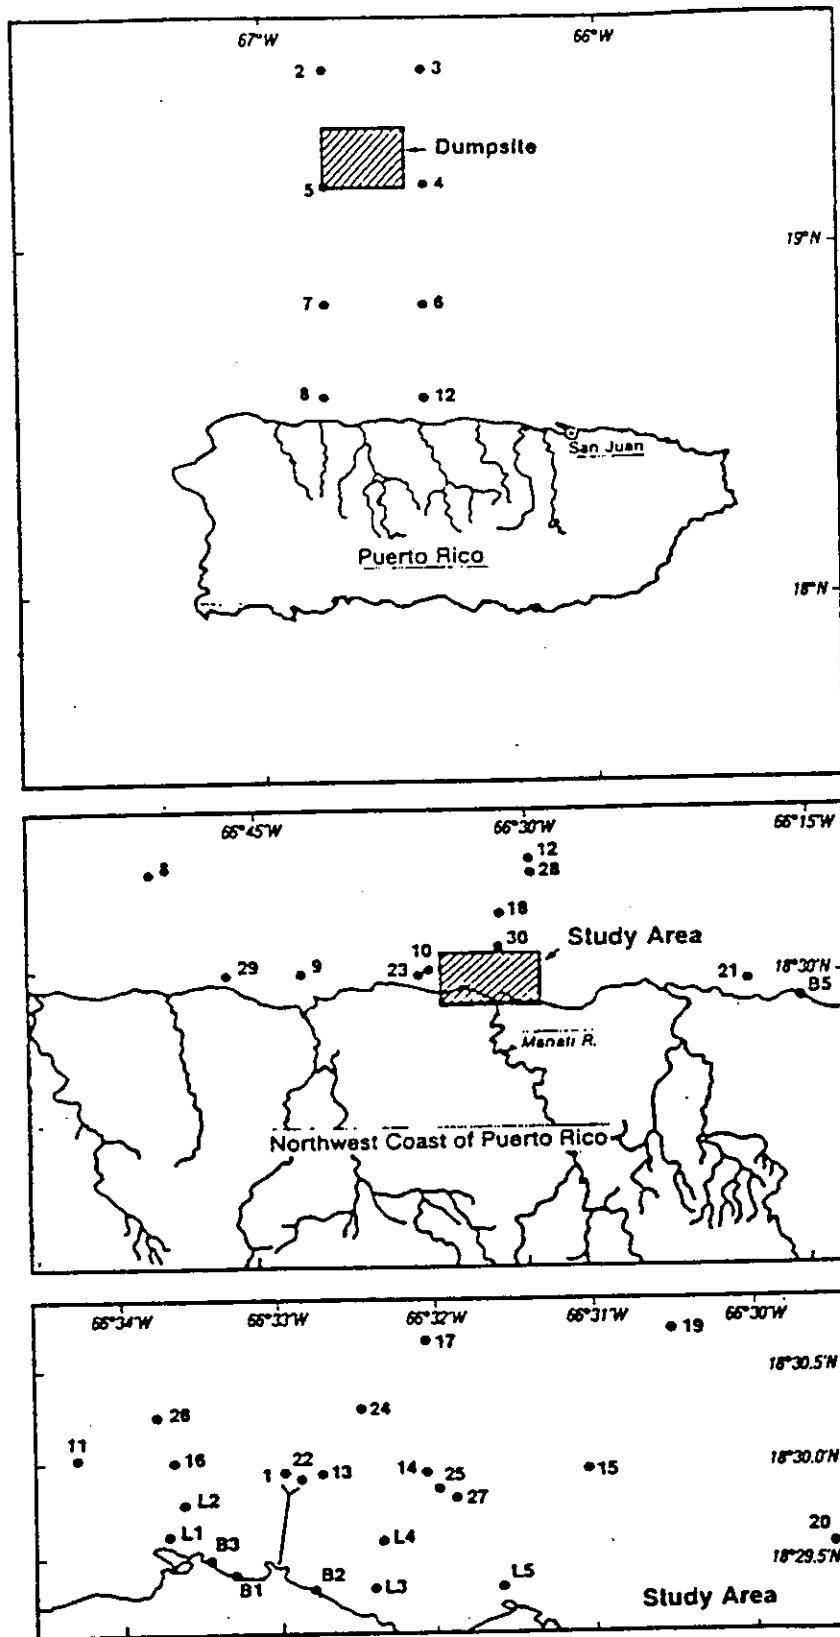 67°W 66°W
2 3
Dumpsite
5 4
19°N
7 6
8 12
San Juan
Puerto Rico
18°N
66°45'W 66°30'W 66°15'W
12
8 28
18
30 Study Area
10
29 9 23 21 18°30'N
B5
Manati R.
Northwest Coast of Puerto Rico
66°34'W 66°33'W 66°32'W 66°31'W 66°30'W
17 19
18°30.5'N
26 24
11 16 1 22 13 14 25 15 18°30.0'N
27
L2
L1 B3 L4 20
18°29.5'N
B1 B2 L3 L5
Study Area